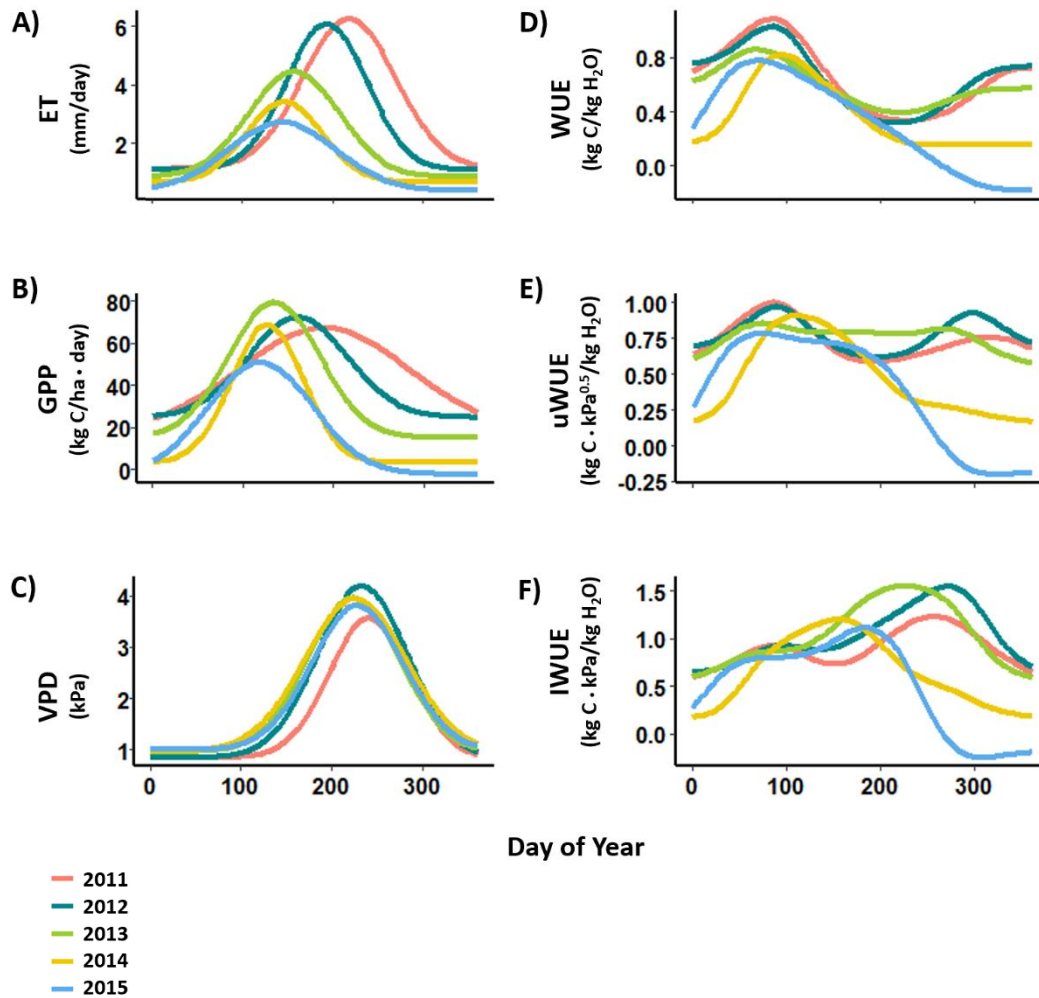 A)
ET
(mm/day)
6
4
2
0
100
200
300
B)
GPP
(kg C/ha · day)
80
60
40
20
0
C)
VPD
(kPa)
4
3
2
1
0
100
200
300
D)
WUE
(kg C/kg H₂O)
0.8
0.4
0.0
E)
uWUE
(kg C · kPa⁰·⁵/kg H₂O)
1.00
0.75
0.50
0.25
0.00
-0.25
F)
IWUE
(kg C · kPa/kg H₂O)
1.5
1.0
0.5
0.0
0
100
200
300
Day of Year
2011
2012
2013
2014
2015